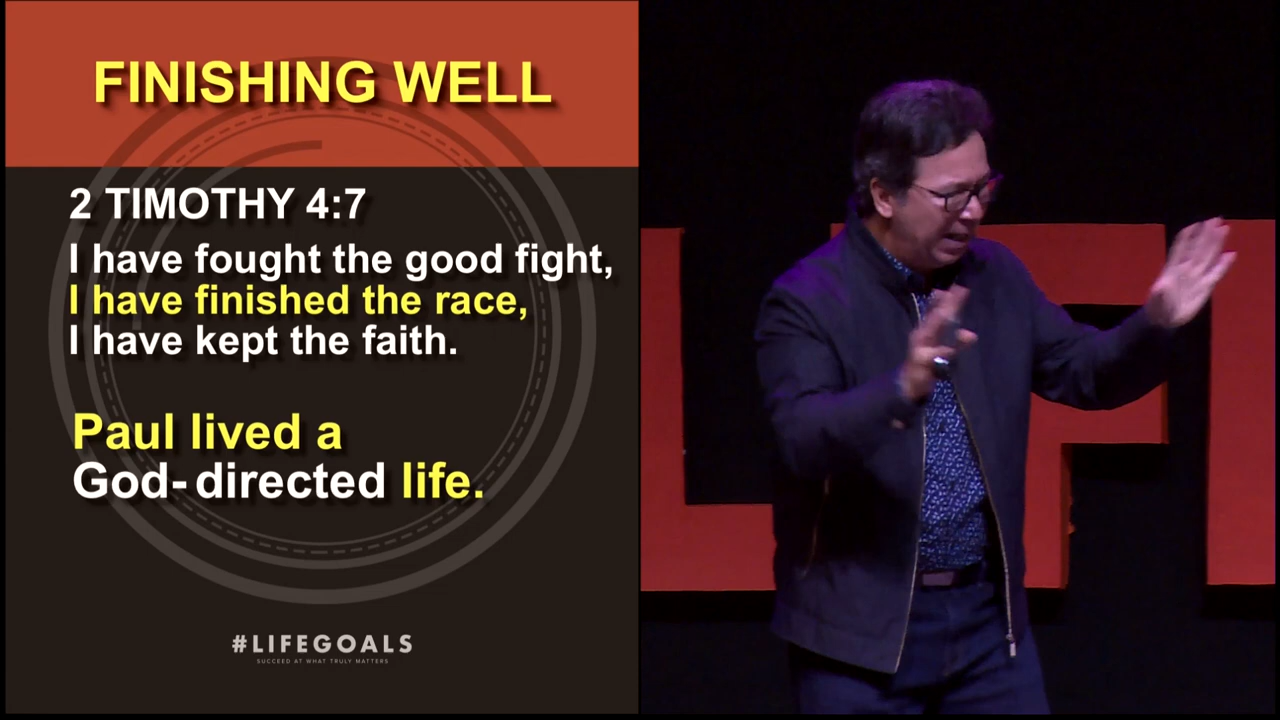 FINISHING WELL
2 TIMOTHY 4:7
I have fought the good fight,
I have finished the race,
I have kept the faith.
Paul lived a
God-directed life.
#LIFEGOALS
SUCCEED AT WHAT TRULY MATTERS